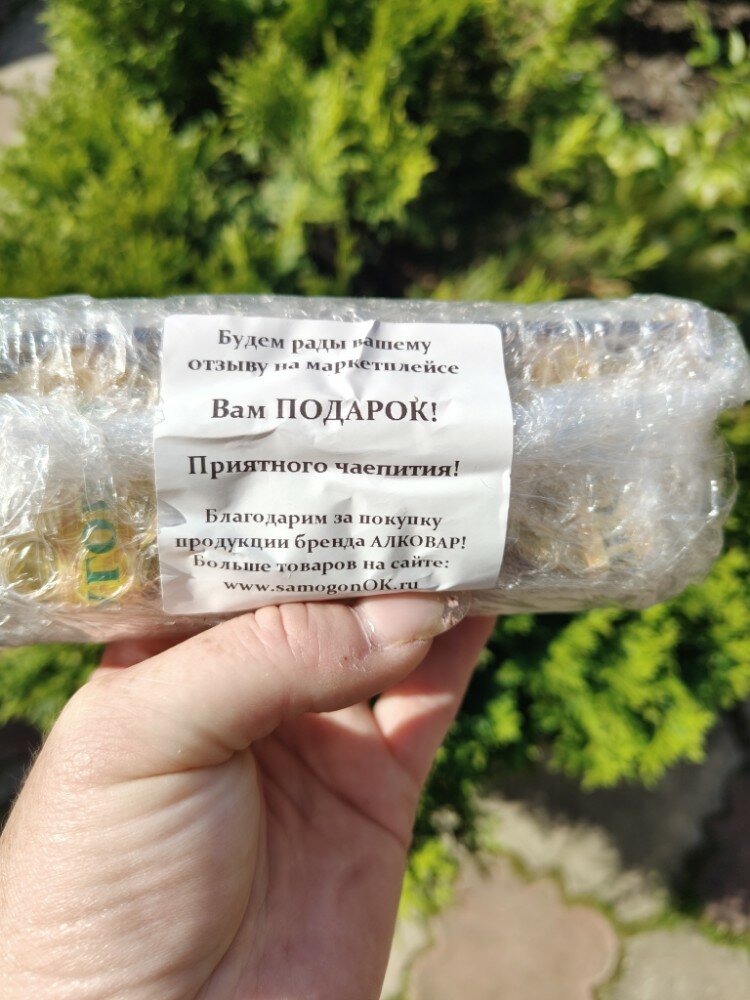 Будем рады вашему
отзыву на маркетплейсе
Вам ПОДАРОК!
Приятного чаепития!
Благодарим за покупку
продукции бренда АЛКОВАР!
Больше товаров на сайте:
www.samogonOK.ru